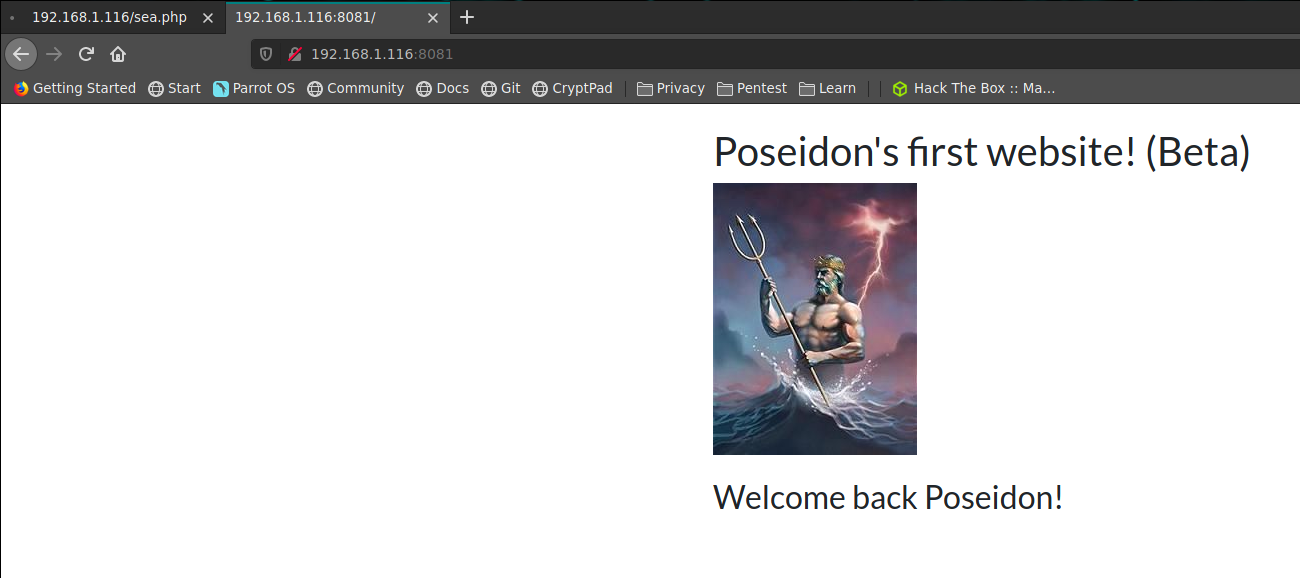 192.168.1.116/sea.php
192.168.1.116:8081/
192.168.1.116:8081
Getting Started Start Parrot OS Community Docs Git CryptPad Privacy Pentest Learn Hack The Box :: Ma…
Poseidon's first website! (Beta)
Welcome back Poseidon!